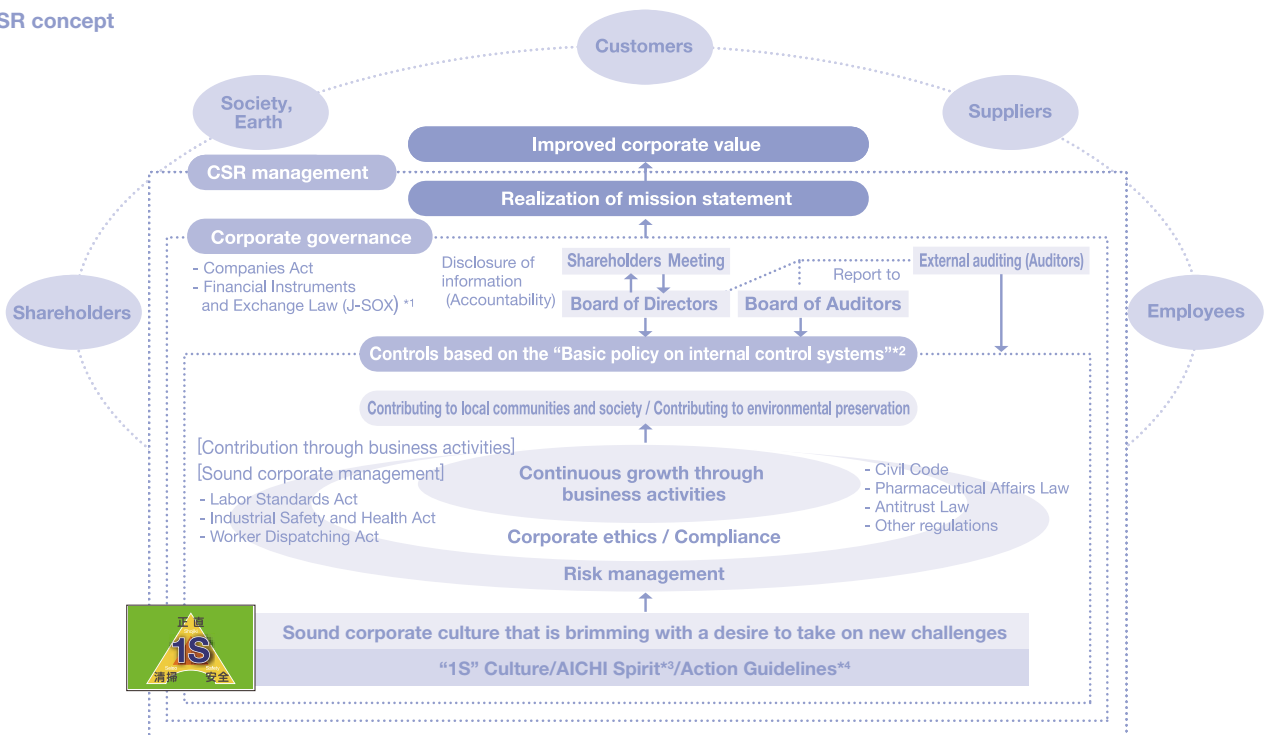 SR concept
Customers
Society,
Earth
Suppliers
Improved corporate value
CSR management
Realization of mission statement
Corporate governance
- Companies Act
- Financial Instruments
and Exchange Law (J-SOX) *1
Disclosure of
information
(Accountability)
Shareholders Meeting
Board of Directors
Report to
Board of Auditors
External auditing (Auditors)
Shareholders
Employees
Controls based on the “Basic policy on internal control systems”*2
Contributing to local communities and society / Contributing to environmental preservation
[Contribution through business activities]
[Sound corporate management]
- Labor Standards Act
- Industrial Safety and Health Act
- Worker Dispatching Act
Continuous growth through
business activities
- Civil Code
- Pharmaceutical Affairs Law
- Antitrust Law
- Other regulations
Corporate ethics / Compliance
Risk management
正直
1S
清掃 安全
Sound corporate culture that is brimming with a desire to take on new challenges
“1S” Culture/AICHI Spirit*3/Action Guidelines*4